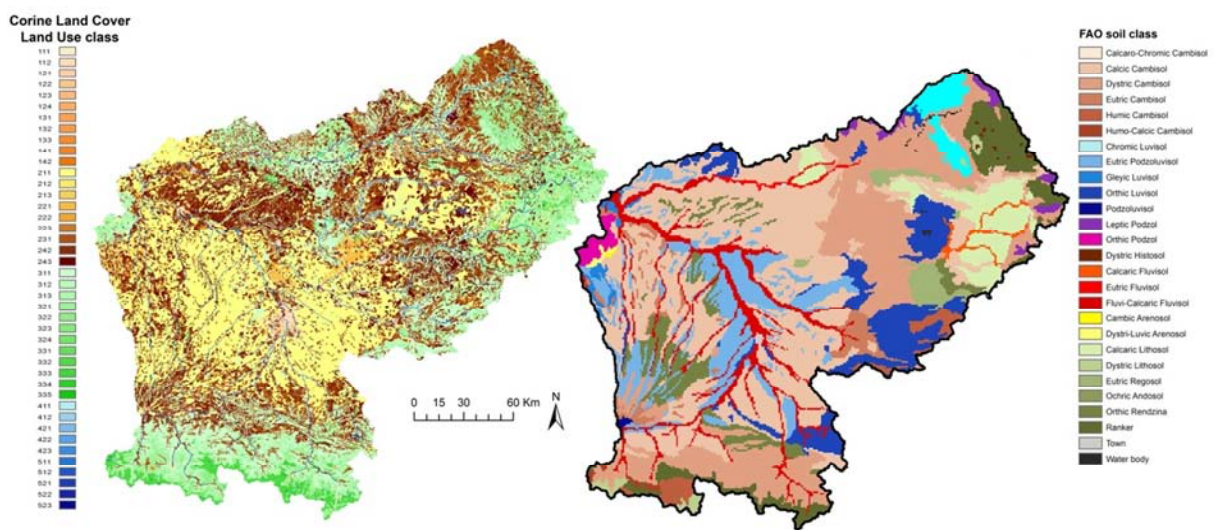 Corine Land Cover
Land Use class
111
112
121
122
123
124
131
132
133
141
142
211
212
213
221
222
223
231
242
243
311
312
313
321
322
324
331
332
333
334
335
411
412
421
422
423
511
512
521
522
523
0 15 30 60 Km
N
FAO soil class
Calcaro-Chromic Cambisol
Calcic Cambisol
Dystric Cambisol
Eutric Cambisol
Humic Cambisol
Humo-Calcic Cambisol
Chromic Luvisol
Eutric Podzoluvisol
Gleyic Luvisol
Orthic Luvisol
Podzoluvisol
Leptic Podzol
Orthic Podzol
Dystric Histosol
Calcaric Fluvisol
Eutric Fluvisol
Fluvi-Calcaric Fluvisol
Cambic Arenosol
Dystri-Luvic Arenosol
Calcaric Lithosol
Dystric Lithosol
Eutric Regosol
Ochric Andosol
Orthic Rendzina
Ranker
Town
Water body